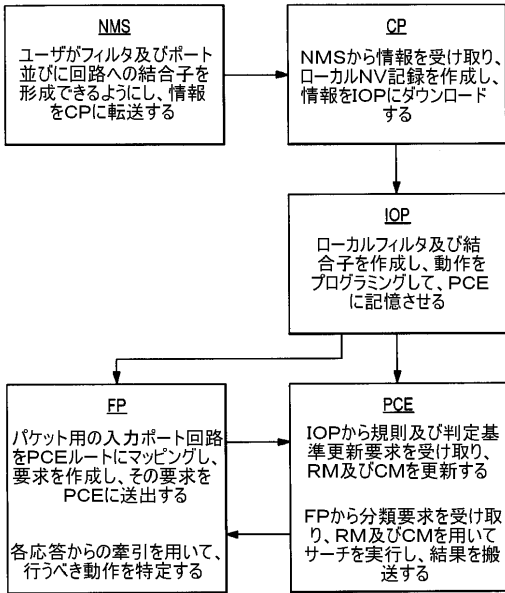 NMS
ユーザがフィルタ及びポート
並びに回路への結合子を
形成できるようにし、情報
をCPに転送する
CP
NMSから情報を受け取り、
ローカルNV記録を作成し、
情報をIOPにダウンロード
する
IOP
ローカルフィルタ及び結
合子を作成し、動作を
プログラミングして、PCE
に記憶させる
FP
パケット用の入力ポート回路
をPCEルートにマッピングし、
要求を作成し、その要求を
PCEに送出する
各応答からの牽引を用いて、
行うべき動作を特定する
PCE
IOPから規則及び判定基
準更新要求を受け取り、
RM及びCMを更新する
FPから分類要求を受け取
り、RM及びCMを用いて
サーチを実行し、結果を搬
送する